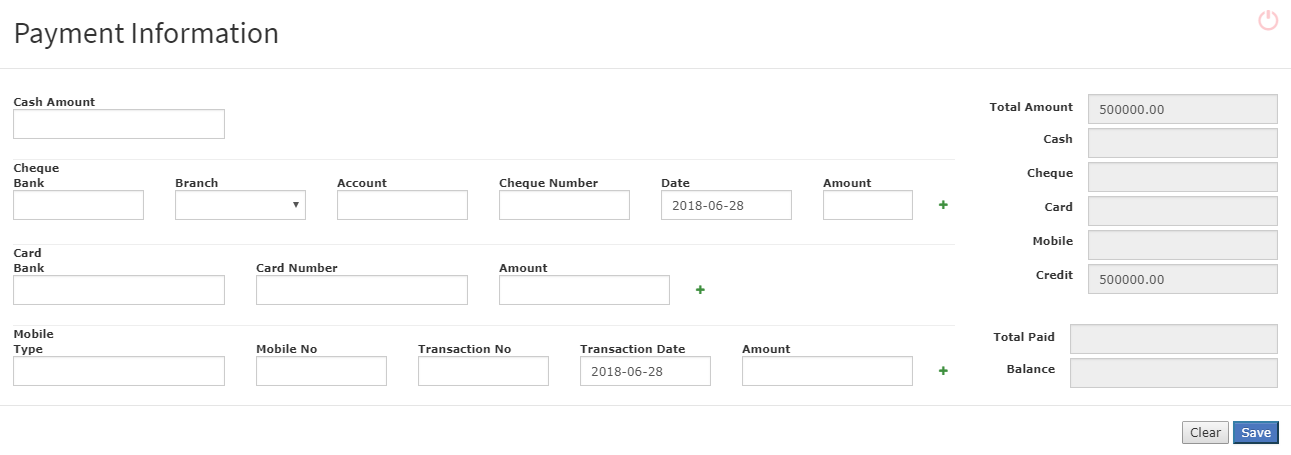 Payment Information
Cash Amount
Cheque
Bank Branch Account Cheque Number Date Amount
2018-06-28
Card
Bank Card Number Amount
Mobile
Type Mobile No Transaction No Transaction Date Amount
2018-06-28
Total Amount 500000.00
Cash
Cheque
Card
Mobile
Credit 500000.00
Total Paid
Balance
Clear Save